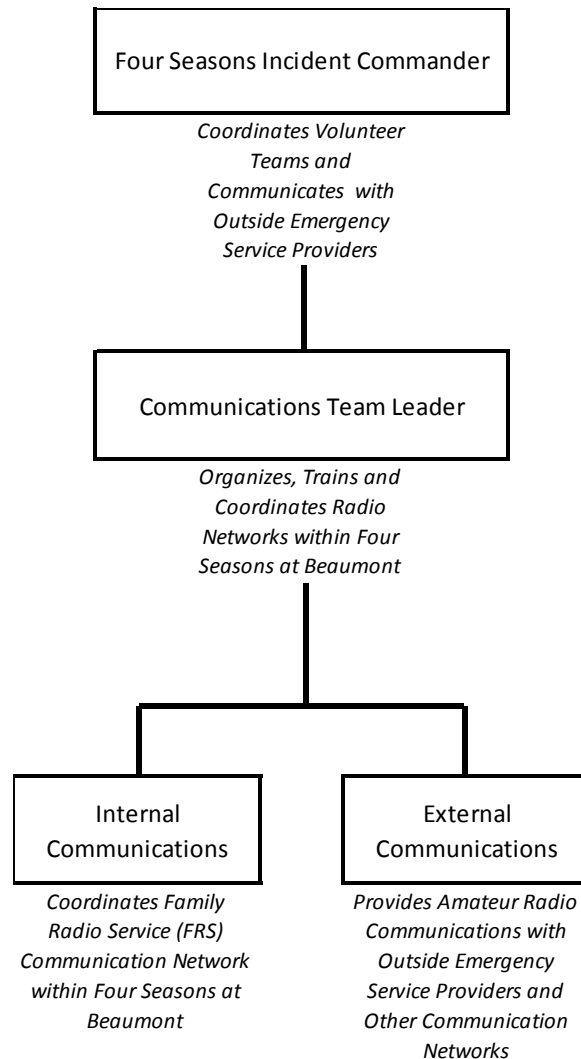 Four Seasons Incident Commander
Coordinates Volunteer
Teams and
Communicates with
Outside Emergency
Service Providers
Communications Team Leader
Organizes, Trains and
Coordinates Radio
Networks within Four
Seasons at Beaumont
Internal
Communications
Coordinates Family
Radio Service (FRS)
Communication Network
within Four Seasons at
Beaumont
External
Communications
Provides Amateur Radio
Communications with
Outside Emergency
Service Providers and
Other Communication
Networks